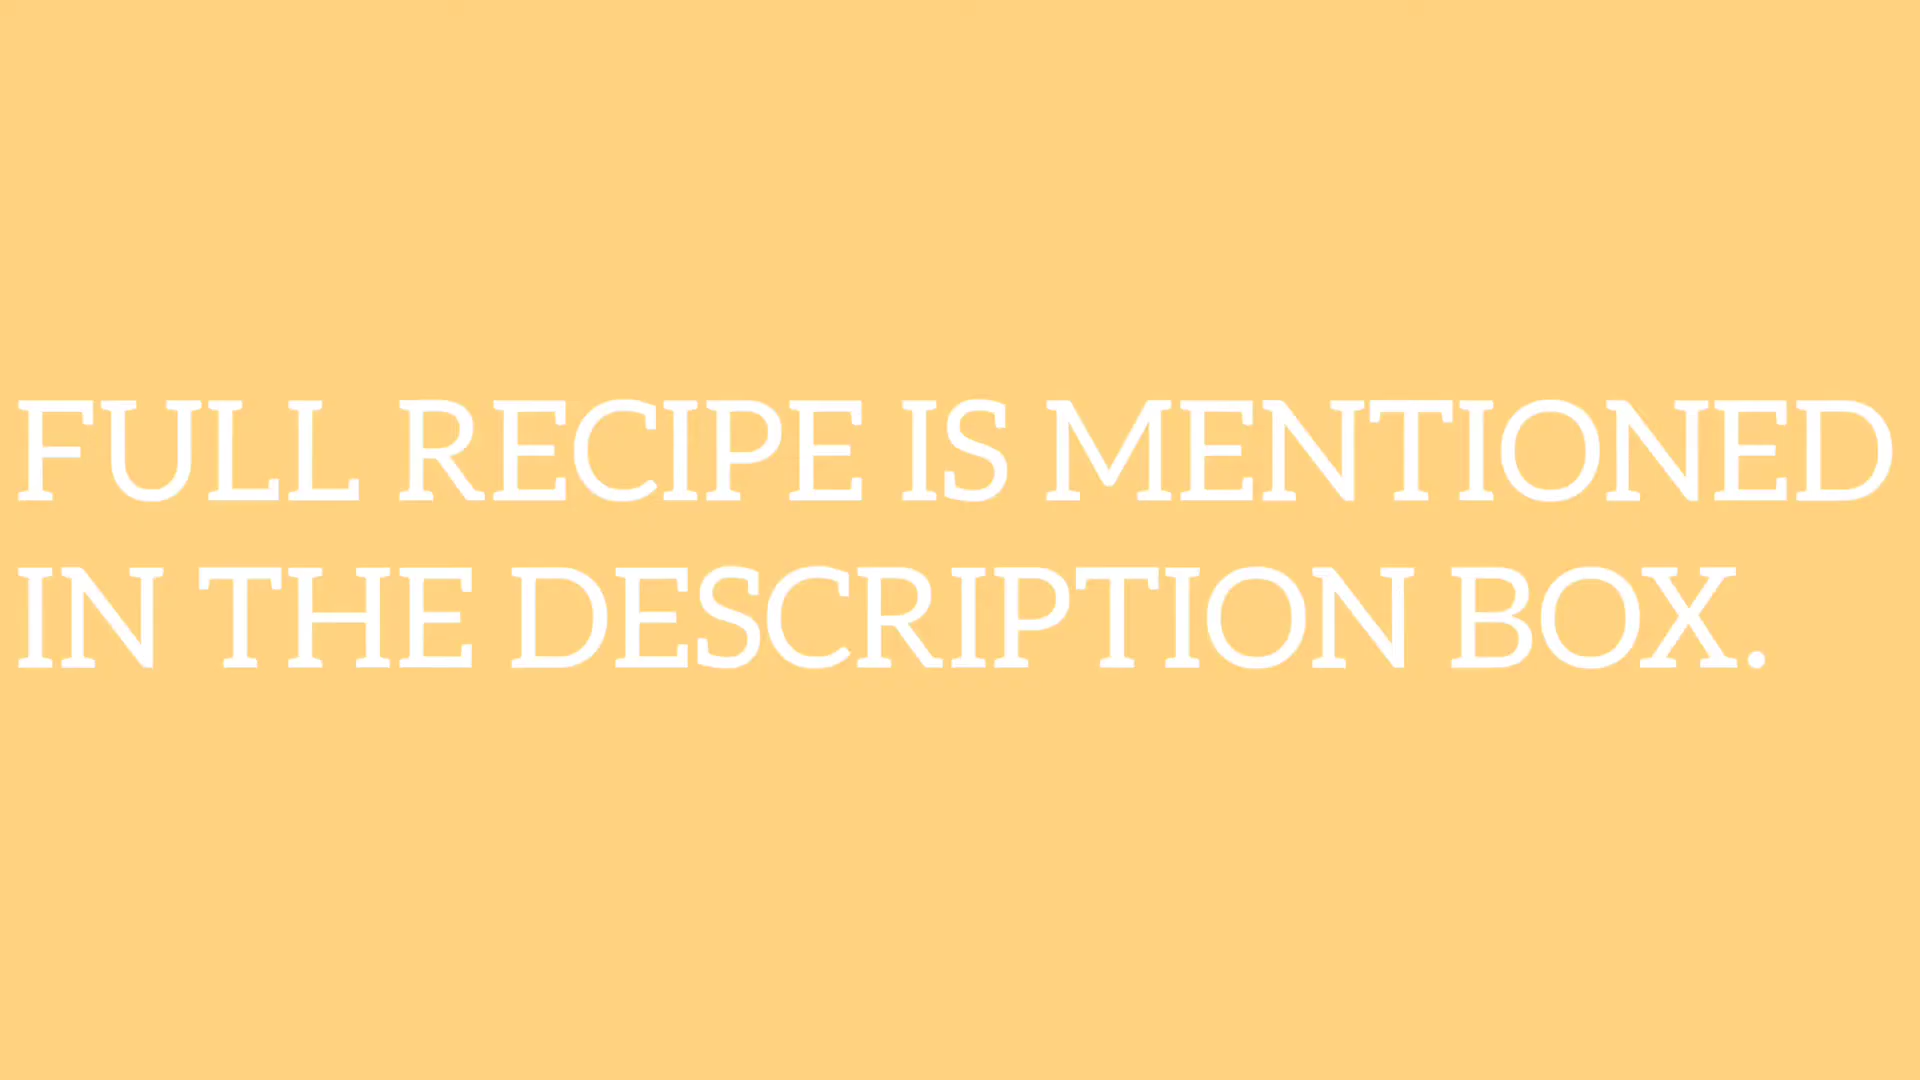 FULL RECIPE IS MENTIONED
IN THE DESCRIPTION BOX.